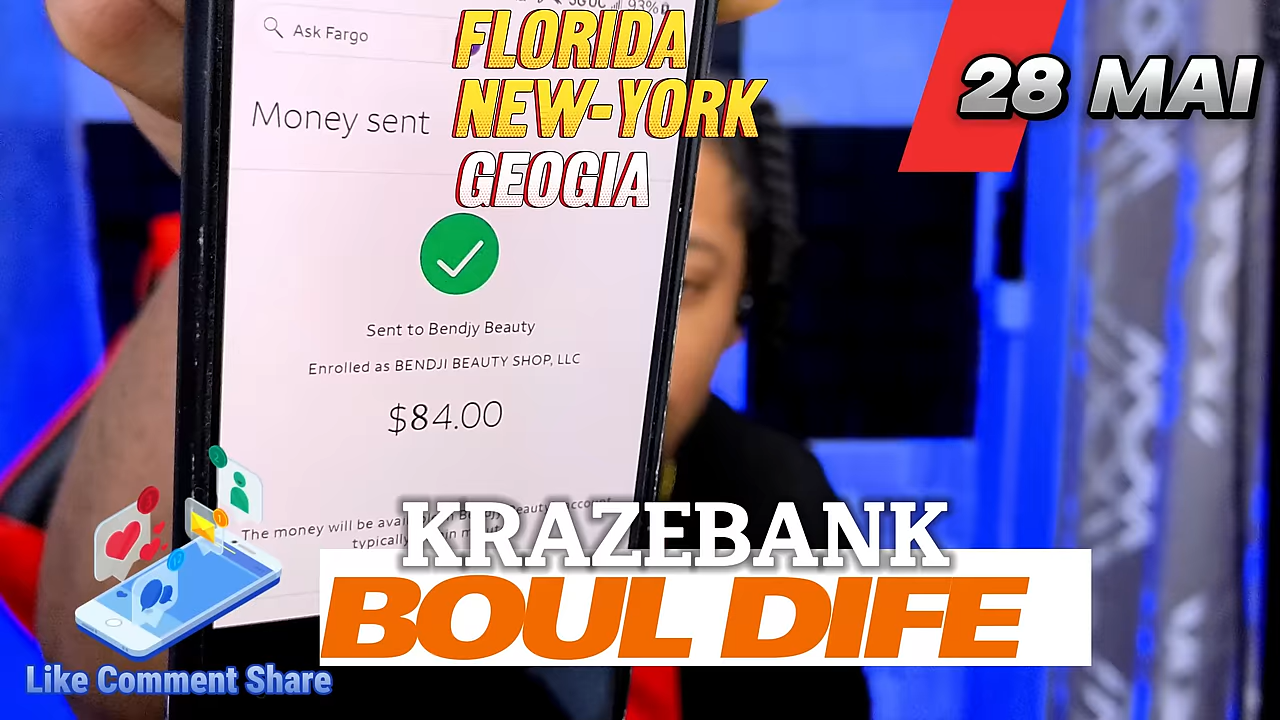 93%
Ask Fargo
FLORIDA
NEW-YORK
GEOGIA
28 MAI
Money sent
Sent to Bendjy Beauty
Enrolled as BENDJI BEAUTY SHOP, LLC
$84.00
The money will be
typically
KRAZEBANK
BOUL DIFE
Like Comment Share